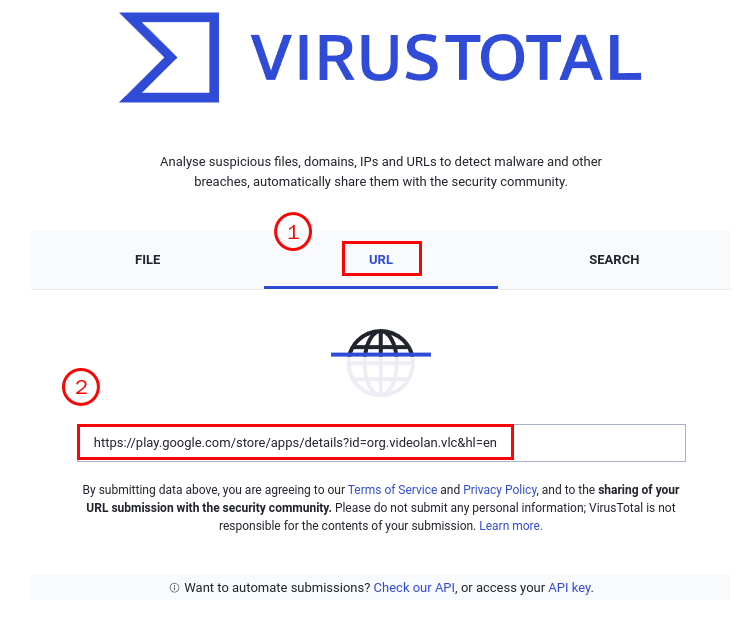 VIRUSTOTAL
Analyse suspicious files, domains, IPs and URLs to detect malware and other
breaches, automatically share them with the security community.
1
FILE
URL
SEARCH
2
https://play.google.com/store/apps/details?id=org.videolan.vlc&hl=en
By submitting data above, you are agreeing to our Terms of Service and Privacy Policy, and to the sharing of your
URL submission with the security community. Please do not submit any personal information; VirusTotal is not
responsible for the contents of your submission. Learn more.
Want to automate submissions? Check our API, or access your API key.